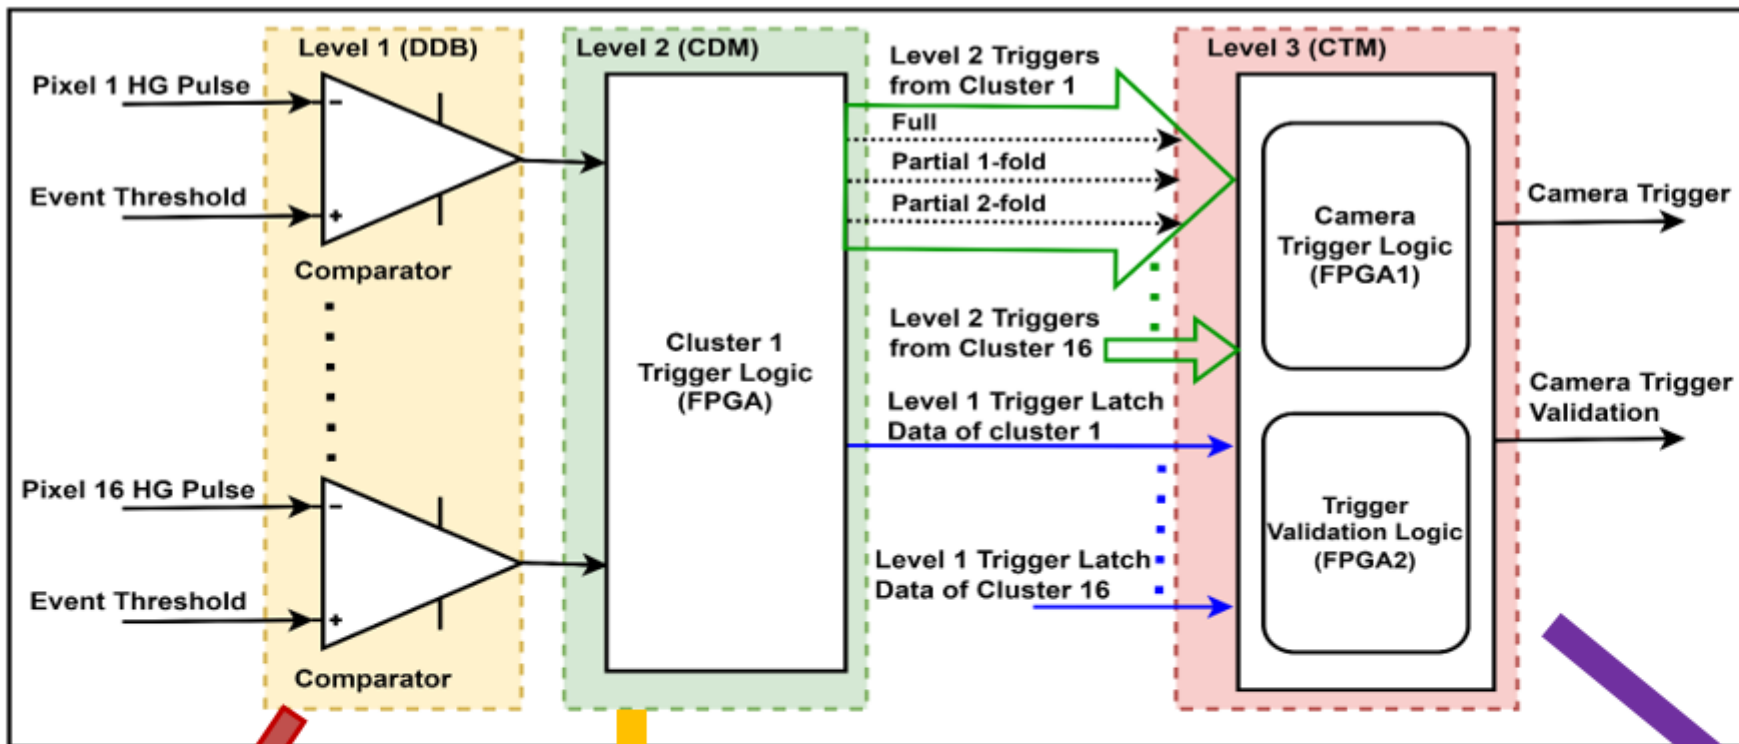 Level 1 (DDB)
Pixel 1 HG Pulse
-
Event Threshold
+
Comparator
Pixel 16 HG Pulse
-
Event Threshold
+
Comparator
Level 2 (CDM)
Cluster 1
Trigger Logic
(FPGA)
Level 2 Triggers
from Cluster 1
Full
Partial 1-fold
Partial 2-fold
Level 2 Triggers
from Cluster 16
Level 1 Trigger Latch
Data of cluster 1
Level 1 Trigger Latch
Data of Cluster 16
Level 3 (CTM)
Camera
Trigger Logic
(FPGA1)
Trigger
Validation Logic
(FPGA2)
Camera Trigger
Camera Trigger
Validation